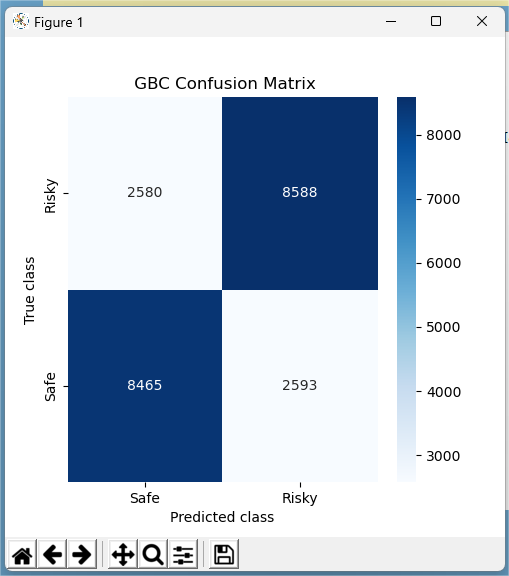 Figure 1
GBC Confusion Matrix
Risky
2580
8588
Safe
8465
2593
True class
Safe
Risky
Predicted class
8000
7000
6000
5000
4000
3000
[